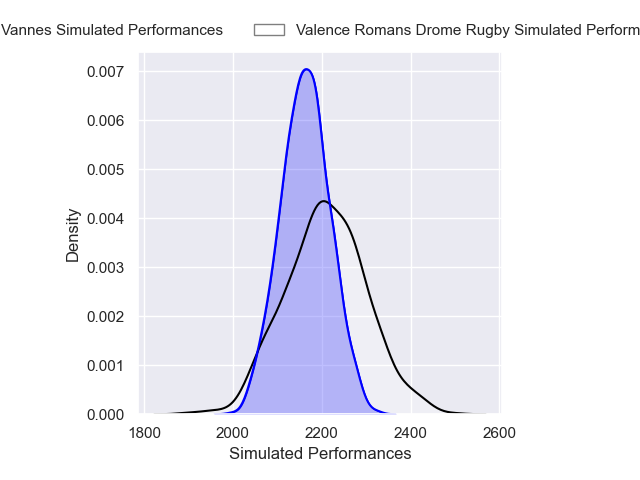 Vannes Simulated Performances
Valence Romans Drome Rugby Simulated Perform
0.007
0.006
0.005
0.004
0.003
0.002
0.001
0.000
Density
1800 2000 2200 2400 2600
Simulated Performances